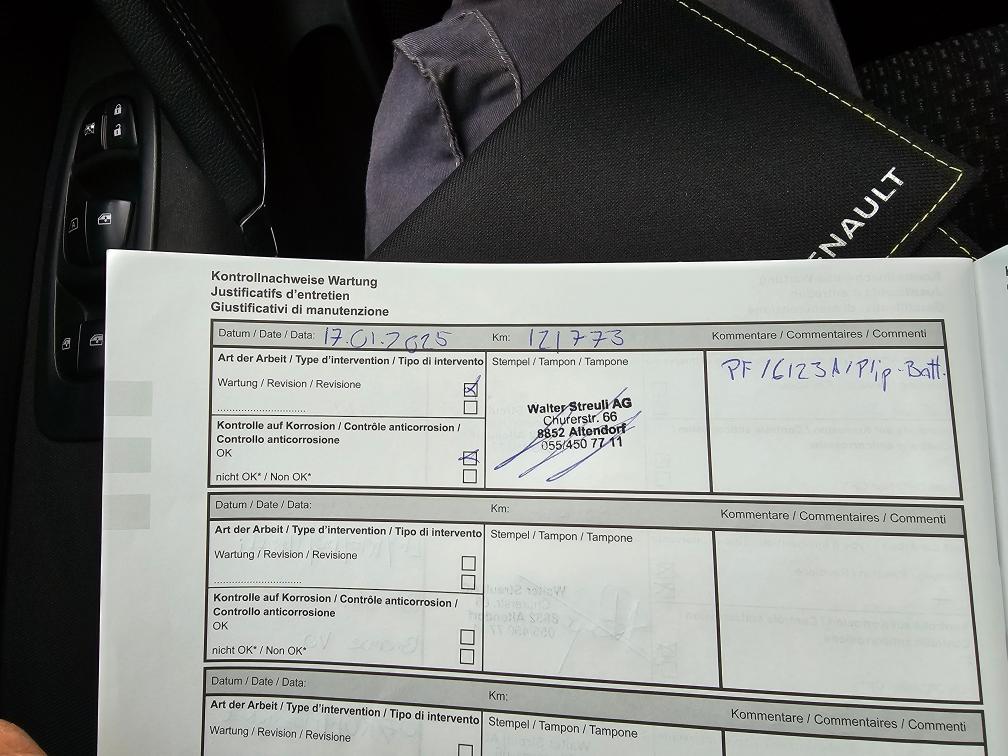 ENAULT
Kontrollnachweise Wartung
Justificatifs d'entretien
Giustificativi di manutenzione
Datum / Date / Data: 17.01.2025 Km: 121773 Kommentare / Commentaires / Commenti
Art der Arbeit / Type d'intervention / Tipo di intervento
Wartung / Revision / Revisione
Kontrolle auf Korrosion / Contrôle anticorrosion /
Controllo anticorrosione
OK
nicht OK* / Non OK*
Stempel / Tampon / Tampone
Walter Streuli AG
Churerstr. 66
8852 Altendorf
055/450 77 11
PF / 6123 A / Plip-Batt.
Datum / Date / Data: Km: Kommentare / Commentaires / Commenti
Art der Arbeit / Type d'intervention / Tipo di intervento
Wartung / Revision / Revisione
Kontrolle auf Korrosion / Contrôle anticorrosion /
Controllo anticorrosione
OK
nicht OK* / Non OK*
Stempel / Tampon / Tampone
Datum / Date / Data: Km: Kommentare / Commentaires / Commenti
Art der Arbeit / Type d'intervention / Tipo di intervento
Wartung / Revision / Revisione
Stempel / Tampon / Tampone